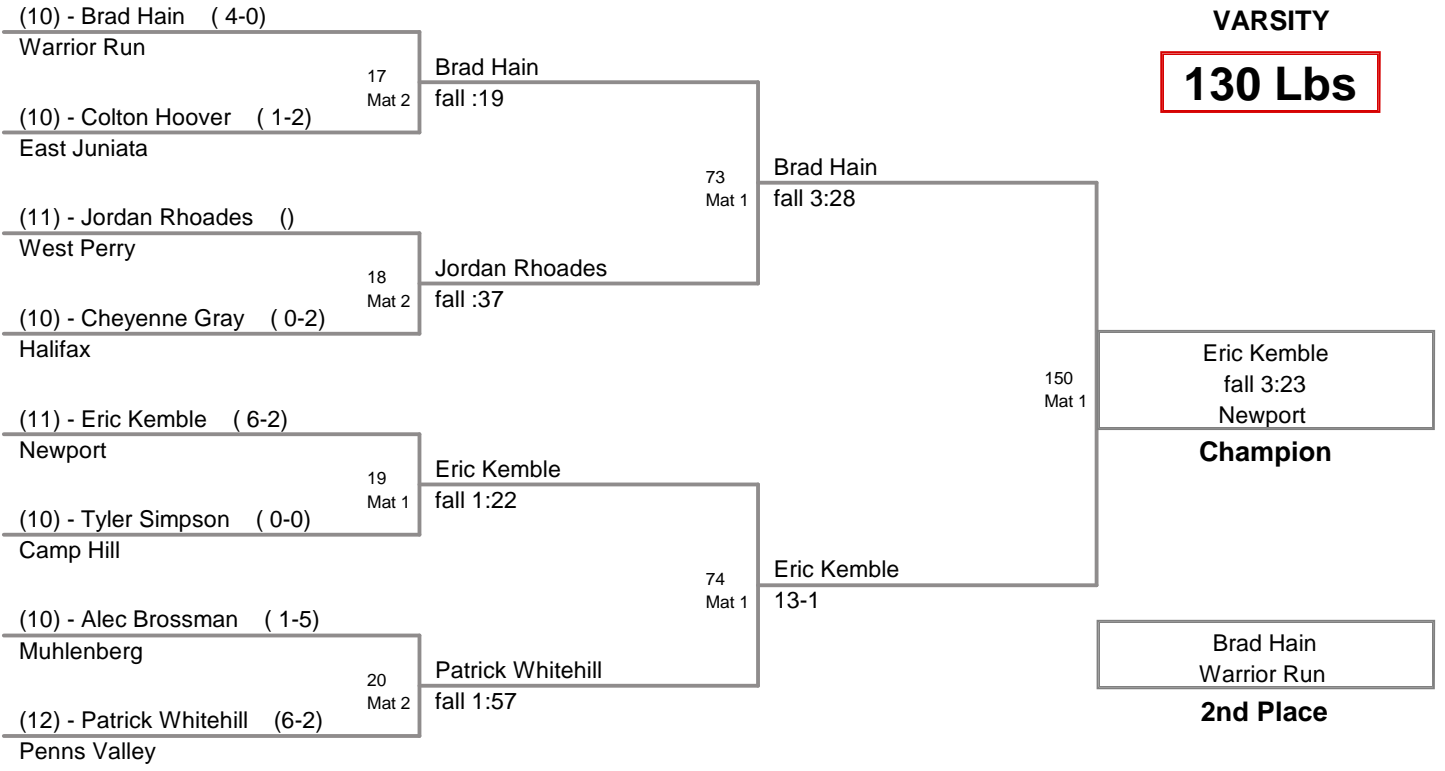 (10) - Brad Hain ( 4-0)
Warrior Run
17
Mat 2
(10) - Colton Hoover ( 1-2)
East Juniata
(11) - Jordan Rhoades ()
West Perry
18
Mat 2
(10) - Cheyenne Gray ( 0-2)
Halifax
(11) - Eric Kemble ( 6-2)
Newport
19
Mat 1
(10) - Tyler Simpson ( 0-0)
Camp Hill
(10) - Alec Brossman ( 1-5)
Muhlenberg
20
Mat 2
(12) - Patrick Whitehill (6-2)
Penns Valley
Brad Hain
fall :19
73
Mat 1
Jordan Rhoades
fall :37
Eric Kemble
fall 1:22
74
Mat 1
Patrick Whitehill
fall 1:57
Brad Hain
fall 3:28
150
Mat 1
Eric Kemble
13-1
VARSITY
130 Lbs
Eric Kemble
fall 3:23
Newport
Champion
Brad Hain
Warrior Run
2nd Place